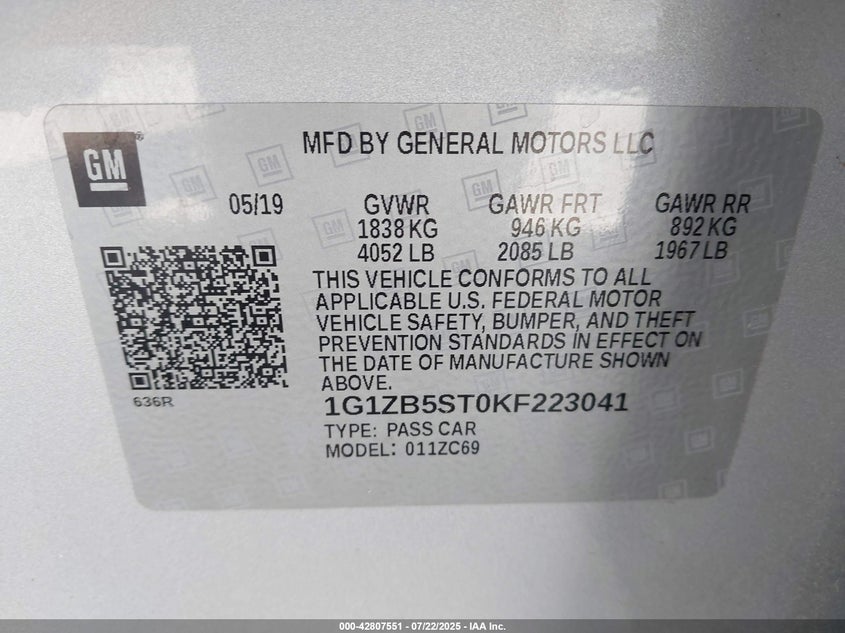 GM®
MFD BY GENERAL MOTORS LLC
05/19 GVWR GAWR FRT GAWR RR
1838 KG 946 KG 892 KG
4052 LB 2085 LB 1967 LB
THIS VEHICLE CONFORMS TO ALL
APPLICABLE U.S. FEDERAL MOTOR
VEHICLE SAFETY, BUMPER, AND THEFT
PREVENTION STANDARDS IN EFFECT ON
THE DATE OF MANUFACTURE SHOWN
ABOVE.
636R
1G1ZB5ST0KF223041
TYPE: PASS CAR
MODEL: 011ZC69
000-42807551 | 07/22/2025 - IAA Inc.